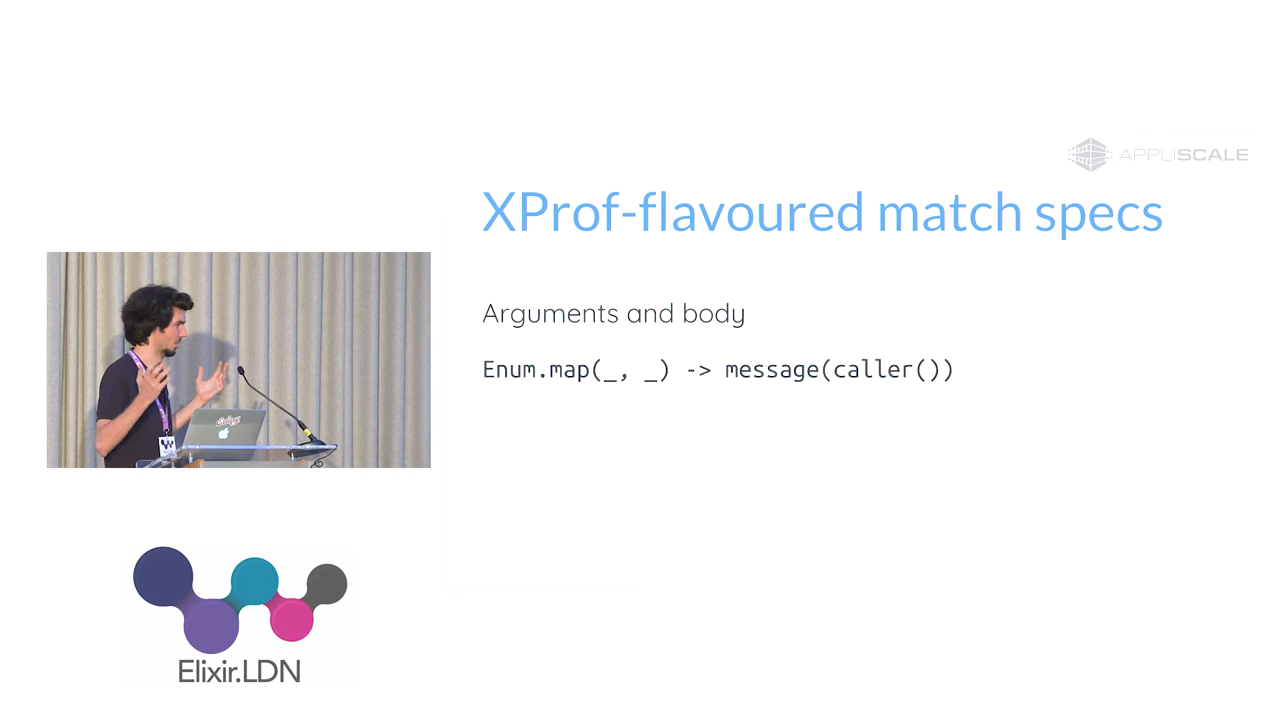 APPLISCALE
XProf-flavoured match specs
Arguments and body
Enum.map(_, _) -> message(caller())
Elixir.LDN